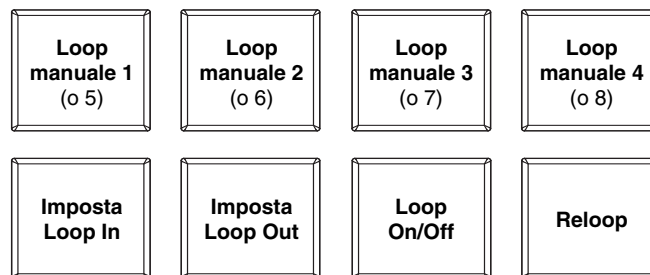 Loop
manuale 1
(o 5)
Loop
manuale 2
(o 6)
Loop
manuale 3
(o 7)
Loop
manuale 4
(o 8)
Imposta
Loop In
Imposta
Loop Out
Loop
On/Off
Reloop